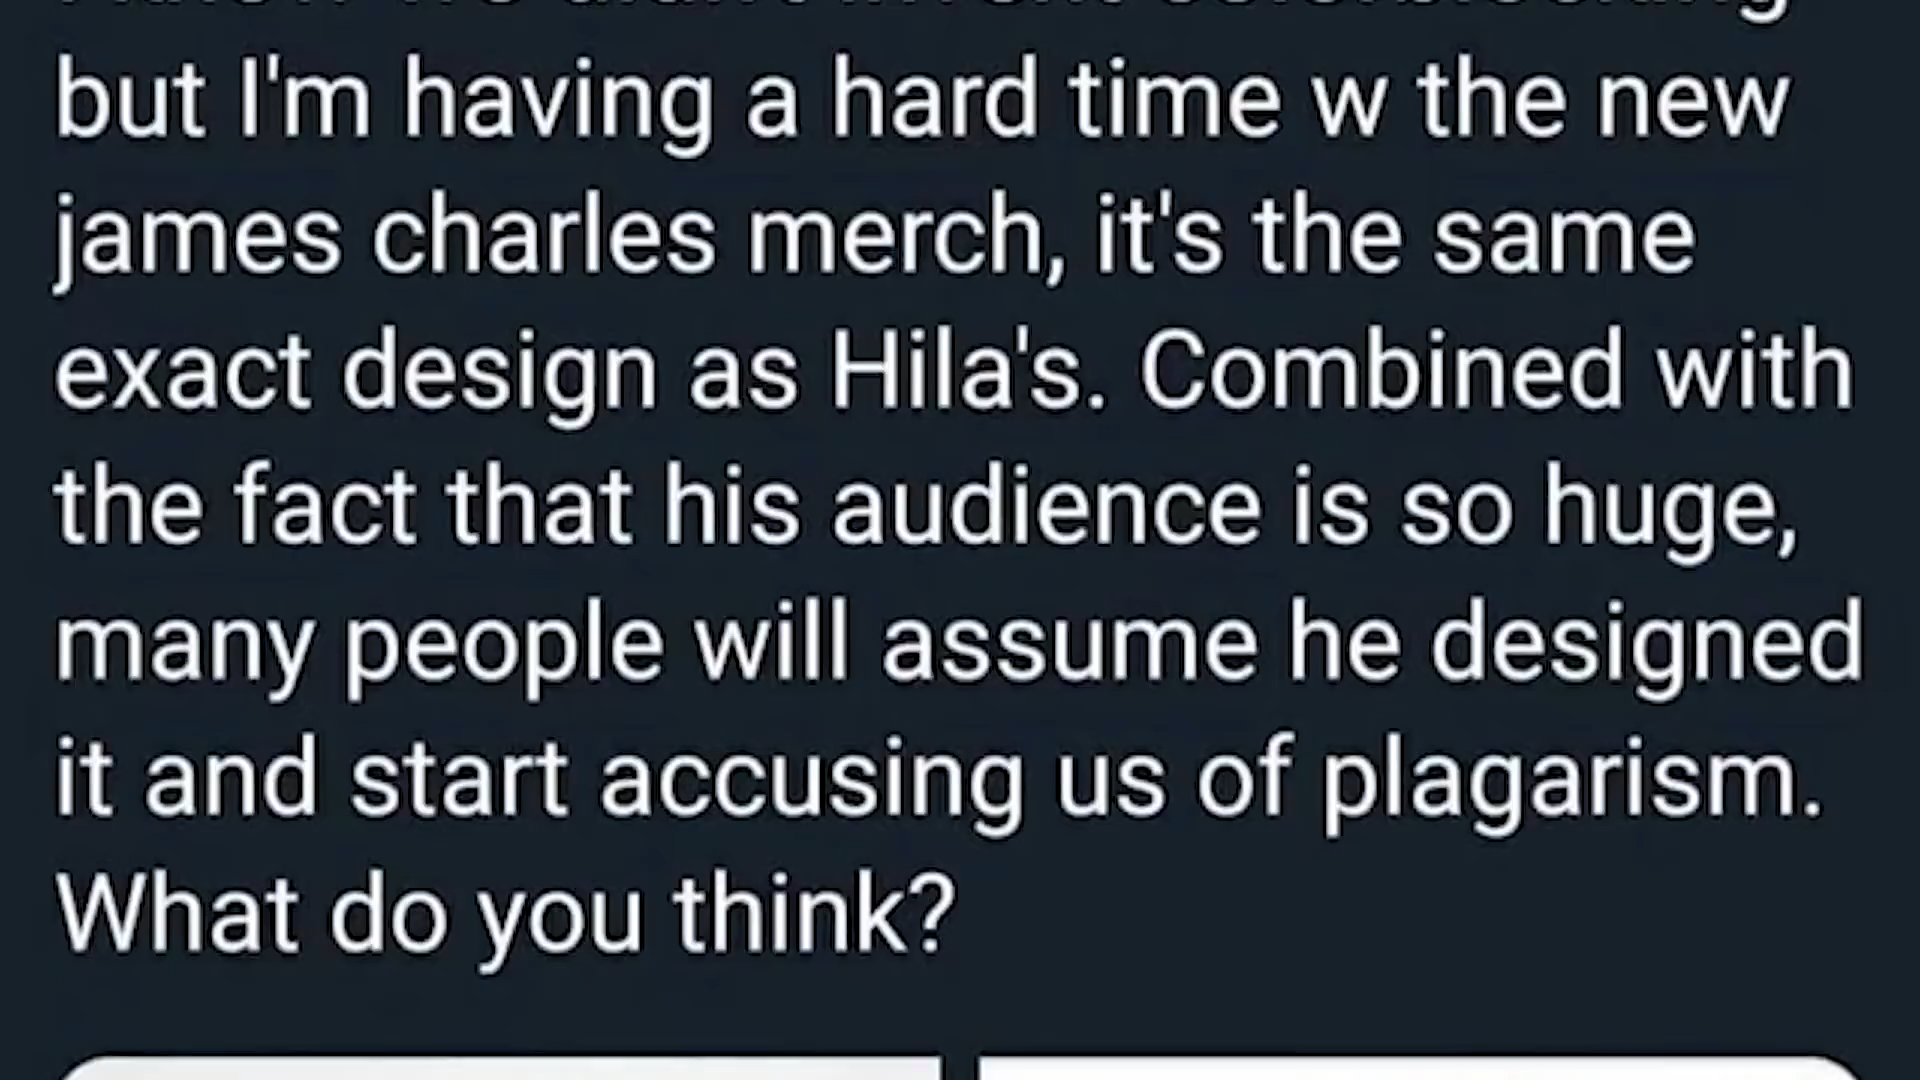 but I'm having a hard time w the new
james charles merch, it's the same
exact design as Hila's. Combined with
the fact that his audience is so huge,
many people will assume he designed
it and start accusing us of plagarism.
What do you think?